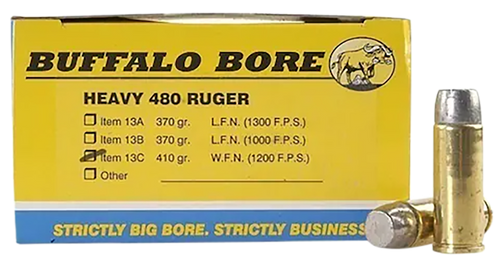 BUFFALO BORE
HEAVY 480 RUGER
Item 13A 370 gr. L.F.N. (1300 F.P.S.)
Item 13B 370 gr. L.F.N. (1000 F.P.S.)
Item 13C 410 gr. W.F.N. (1200 F.P.S.)
Other
STRICTLY BIG BORE. STRICTLY BUSINESS